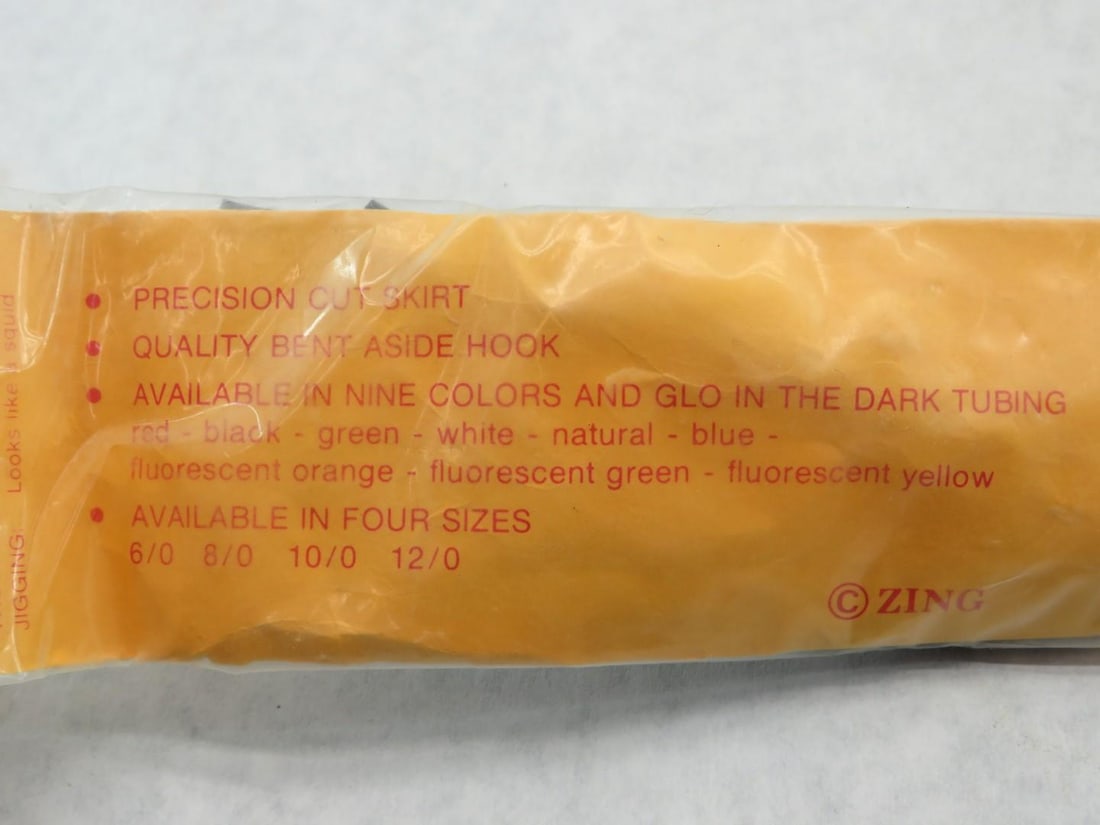 • PRECISION CUT SKIRT
• QUALITY BENT ASIDE HOOK
• AVAILABLE IN NINE COLORS AND GLO IN THE DARK TUBING
red - black - green - white - natural - blue -
fluorescent orange - fluorescent green - fluorescent yellow
• AVAILABLE IN FOUR SIZES
6/0 8/0 10/0 12/0
© ZING
Looks like a squid
JIGGING